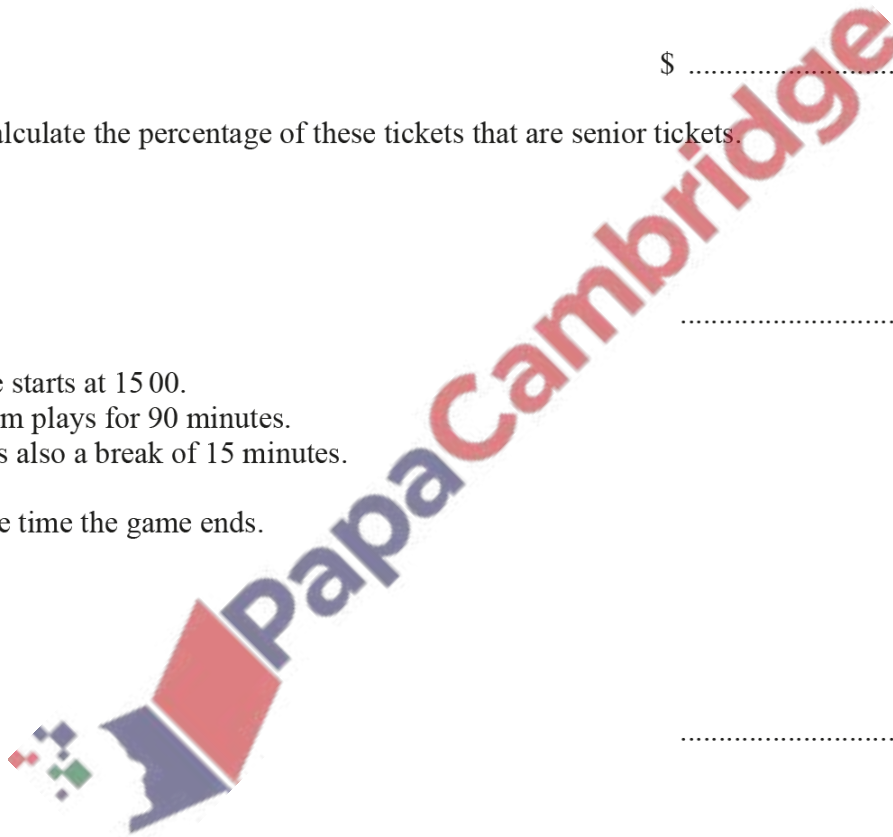 $ ..........................
alculate the percentage of these tickets that are senior tickets.
...........................
e starts at 15 00.
m plays for 90 minutes.
s also a break of 15 minutes.
e time the game ends.
...........................
PapaCambridge